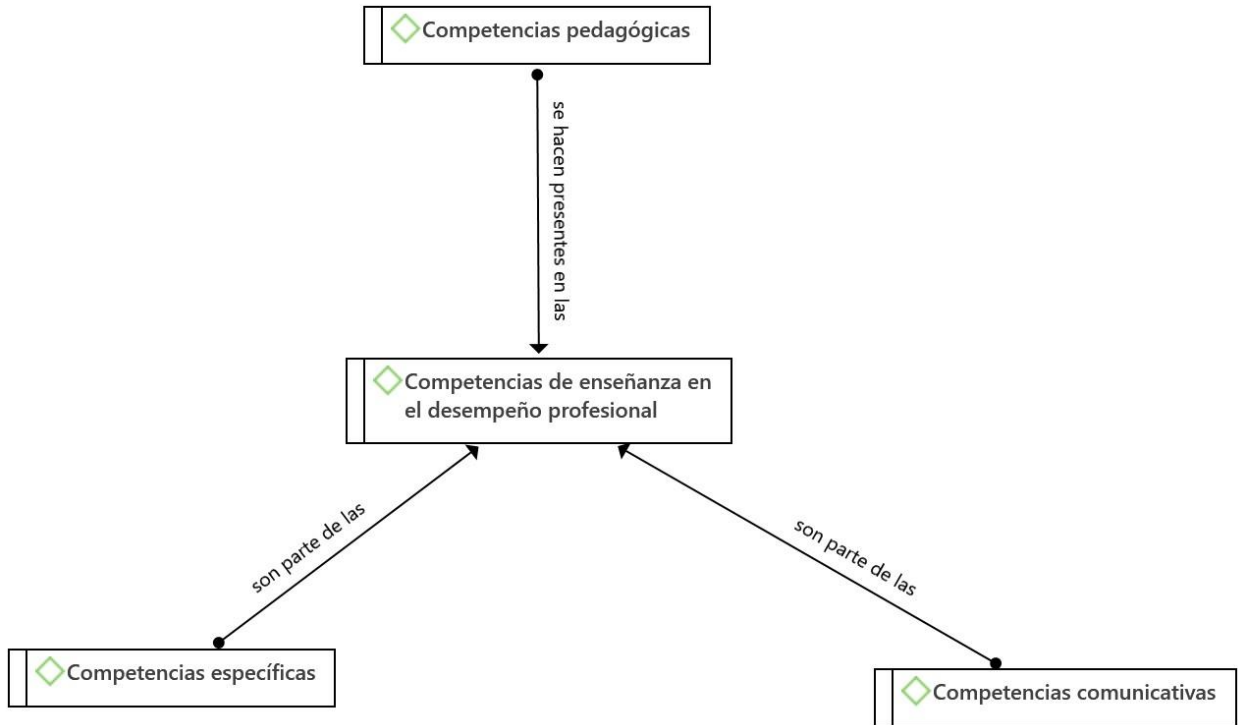 Competencias pedagógicas
se hacen presentes en las
Competencias de enseñanza en
el desempeño profesional
son parte de las
son parte de las
Competencias específicas
Competencias comunicativas